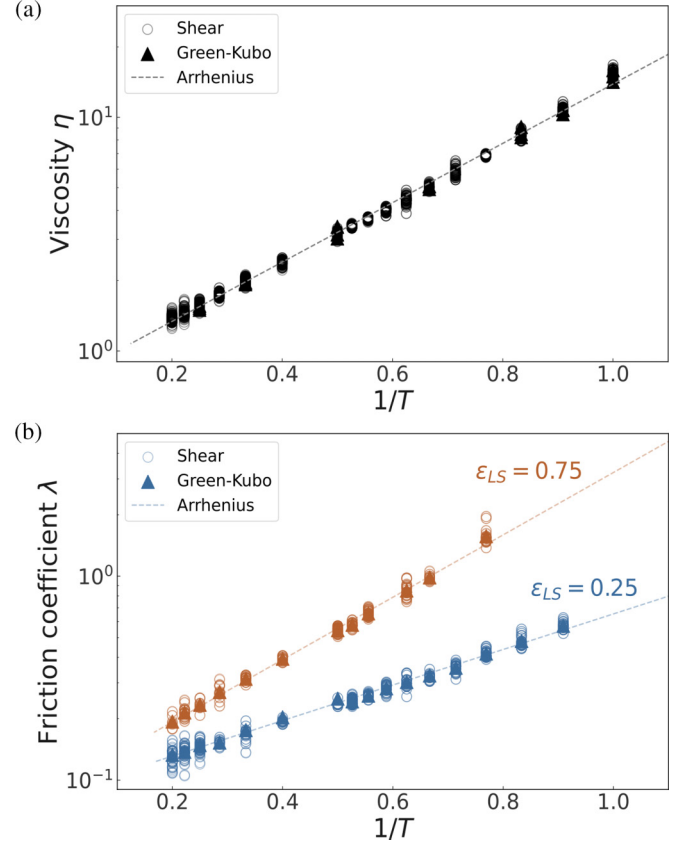 (a)
Shear
Green-Kubo
Arrhenius
Viscosity η
10¹
10⁰
0.2 0.4 0.6 0.8 1.0
1/T
(b)
Shear
Green-Kubo
Arrhenius
ε_LS = 0.75
ε_LS = 0.25
Friction coefficient λ
10⁰
10⁻¹
0.2 0.4 0.6 0.8 1.0
1/T